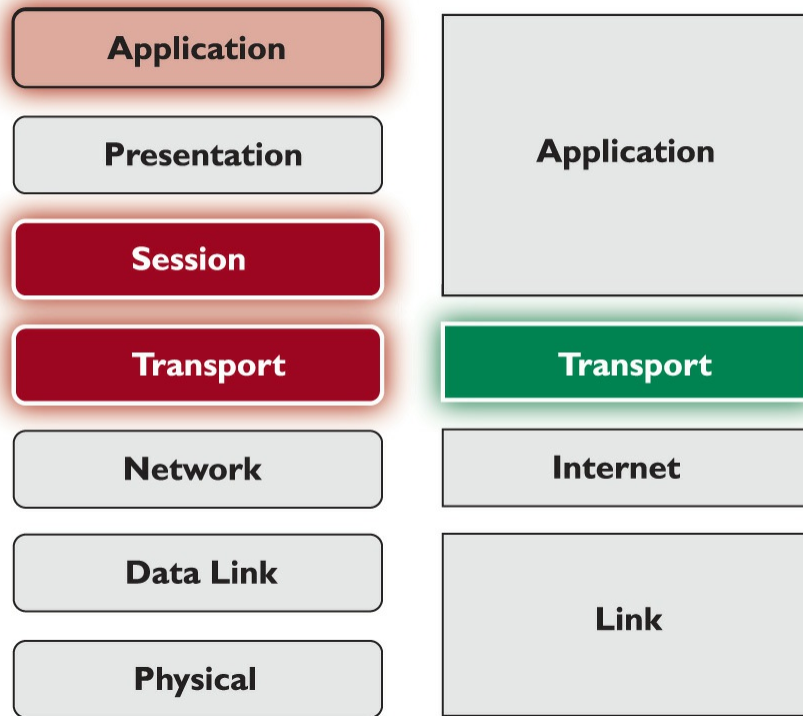 Application
Presentation
Session
Transport
Network
Data Link
Physical
Application
Transport
Internet
Link